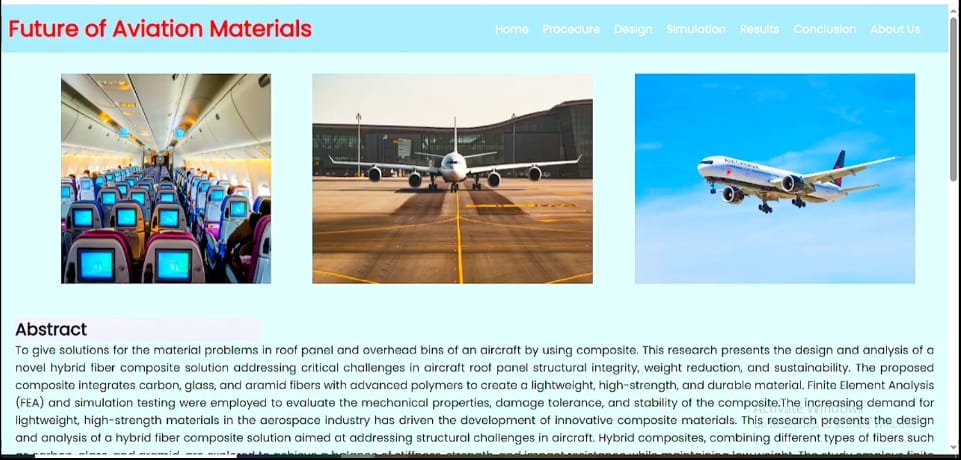 Future of Aviation Materials
Home Procedure Design Simulation Results Conclusion About Us
AIR CANADA
Abstract
To give solutions for the material problems in roof panel and overhead bins of an aircraft by using composite. This research presents the design and analysis of a
novel hybrid fiber composite solution addressing critical challenges in aircraft roof panel structural integrity, weight reduction, and sustainability. The proposed
composite integrates carbon, glass, and aramid fibers with advanced polymers to create a lightweight, high-strength, and durable material. Finite Element Analysis
(FEA) and simulation testing were employed to evaluate the mechanical properties, damage tolerance, and stability of the composite.The increasing demand for
lightweight, high-strength materials in the aerospace industry has driven the development of innovative composite materials. This research presents the design
and analysis of a hybrid fiber composite solution aimed at addressing structural challenges in aircraft. Hybrid composites, combining different types of fibers such
Activate Windows